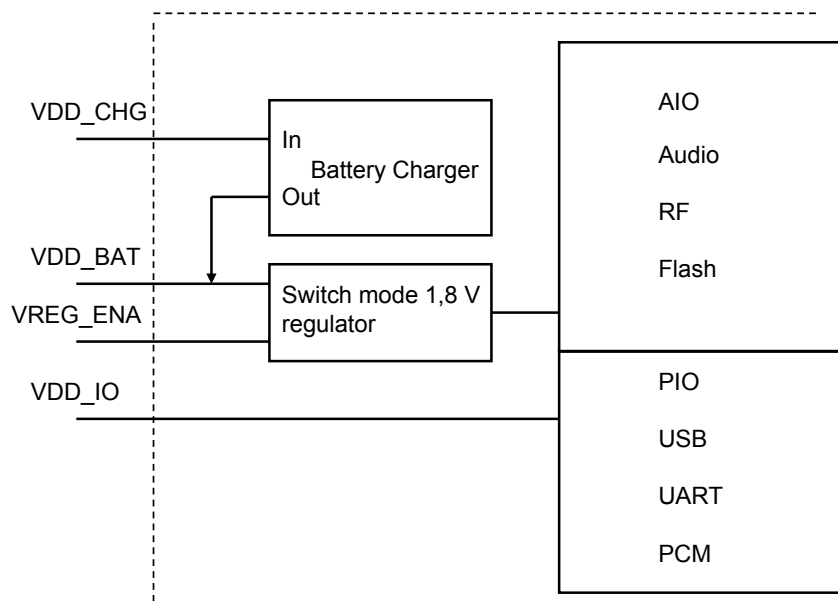 VDD_CHG
In
Battery Charger
Out
VDD_BAT
Switch mode 1,8 V
regulator
VREG_ENA
VDD_IO
AIO
Audio
RF
Flash
PIO
USB
UART
PCM